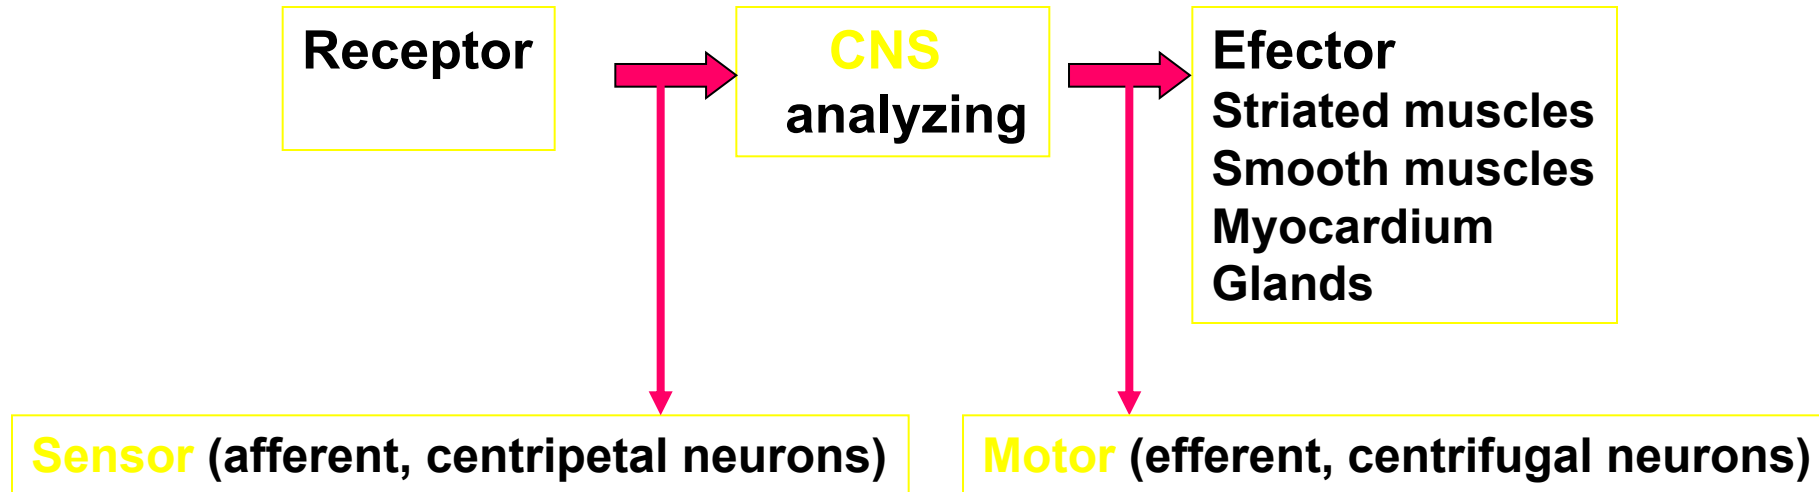 Receptor
CNS
analyzing
Efector
Striated muscles
Smooth muscles
Myocardium
Glands
Sensor (afferent, centripetal neurons)
Motor (efferent, centrifugal neurons)